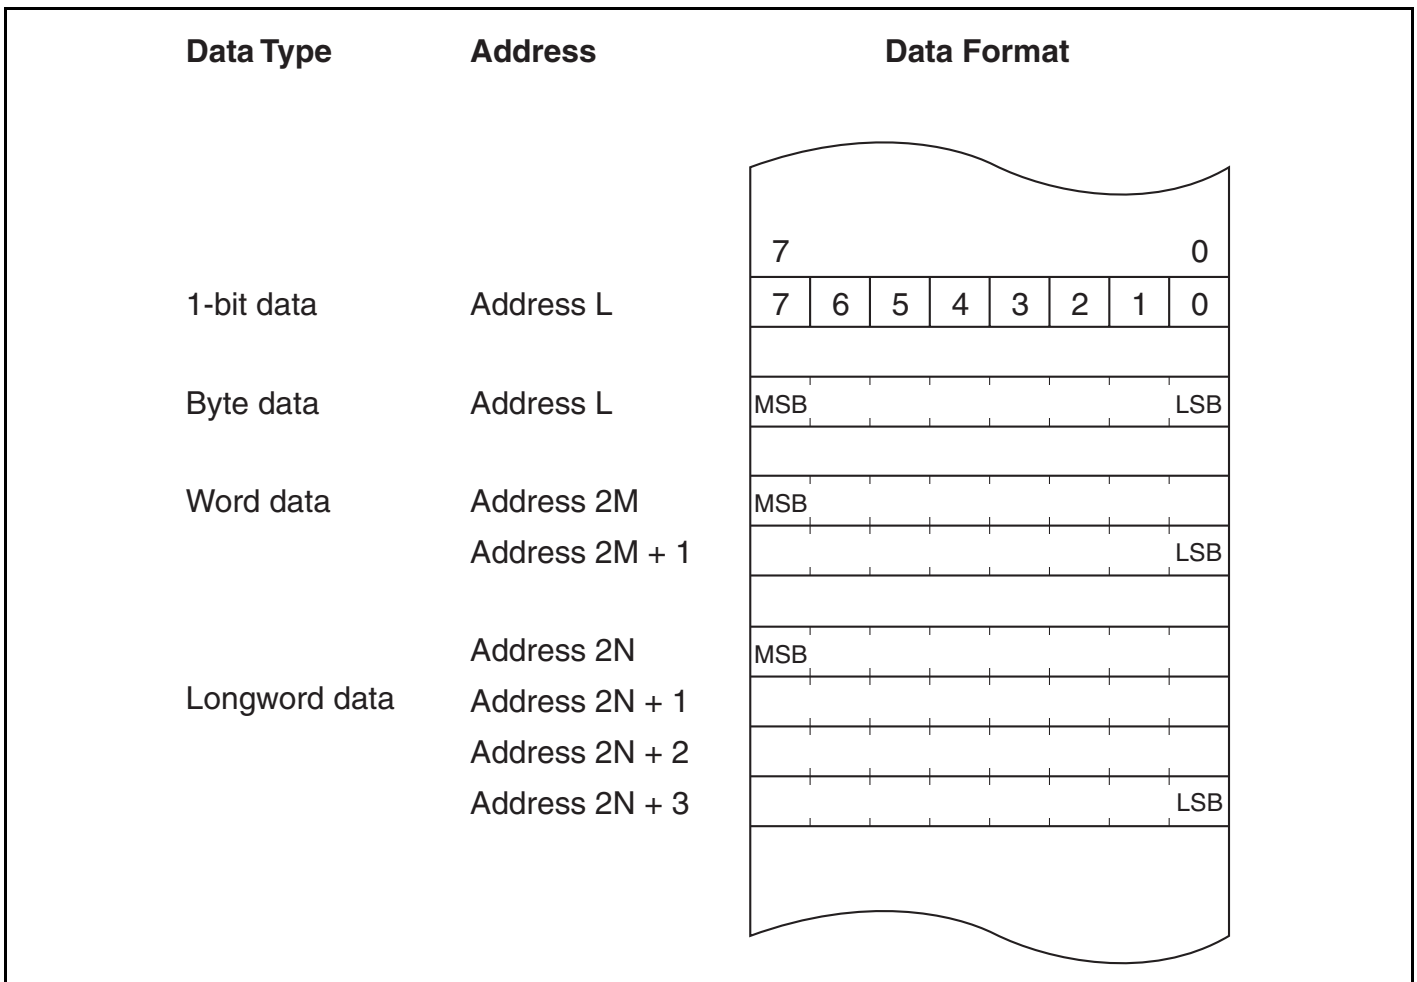 Data Type Address Data Format
7 0
1-bit data Address L 7 6 5 4 3 2 1 0
Byte data Address L MSB LSB
Word data Address 2M MSB
Address 2M + 1 LSB
Address 2N MSB
Longword data Address 2N + 1
Address 2N + 2
Address 2N + 3 LSB